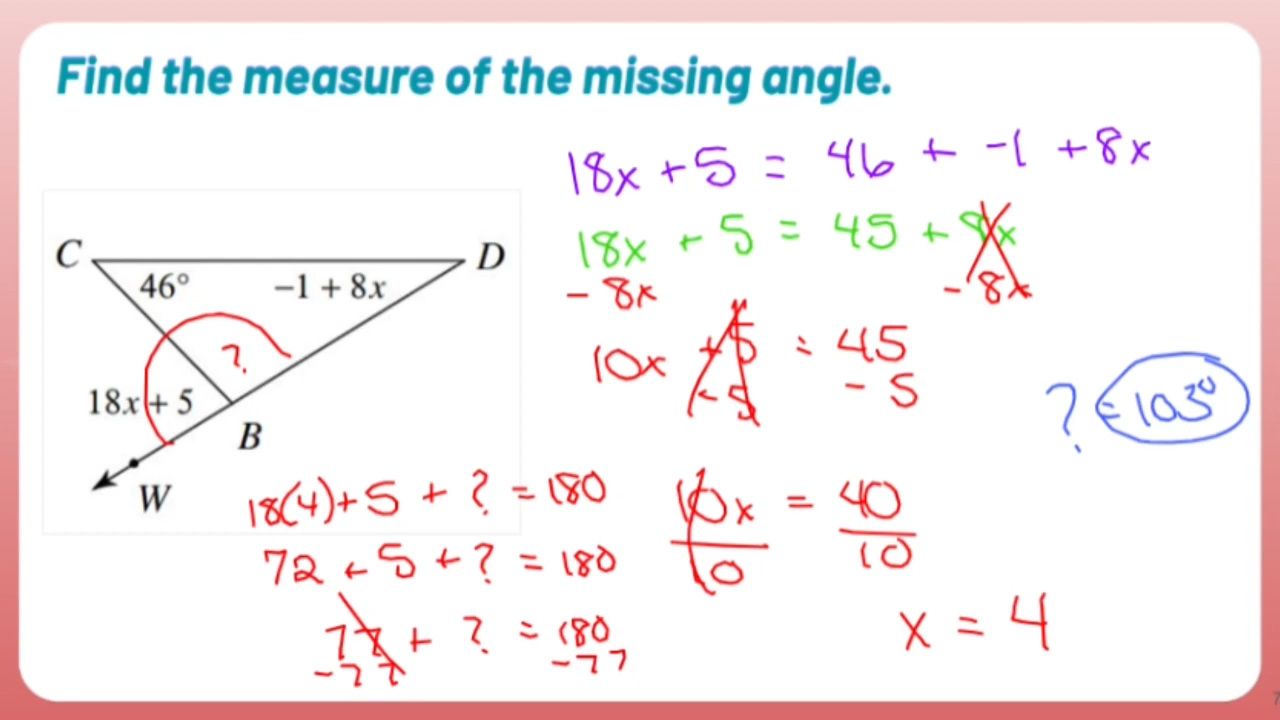 Find the measure of the missing angle.
18x + 5 = 46 + -1 + 8x
18x + 5 = 45 + 8x
- 8x - 8x
10x + 5 = 45
- 5 - 5
10x = 40
10 10
x = 4
C
D
46°
−1 + 8x
?
18x + 5
B
W
18(4) + 5 + ? = 180
72 + 5 + ? = 180
77 + ? = 180
-77 -77
? = 103°
7